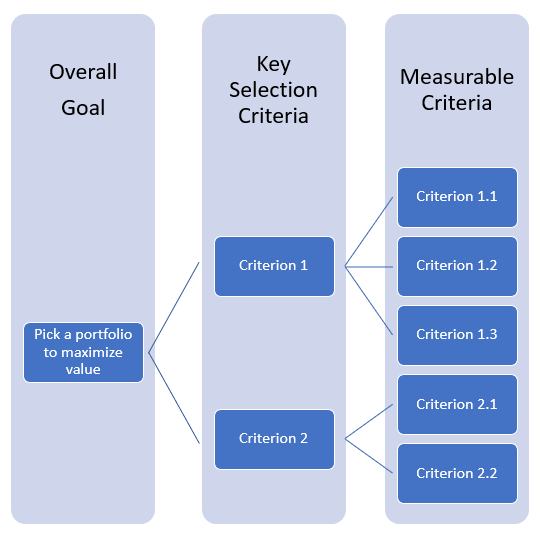 Overall
Goal
Key
Selection
Criteria
Measurable
Criteria
Pick a portfolio
to maximize
value
Criterion 1
Criterion 2
Criterion 1.1
Criterion 1.2
Criterion 1.3
Criterion 2.1
Criterion 2.2